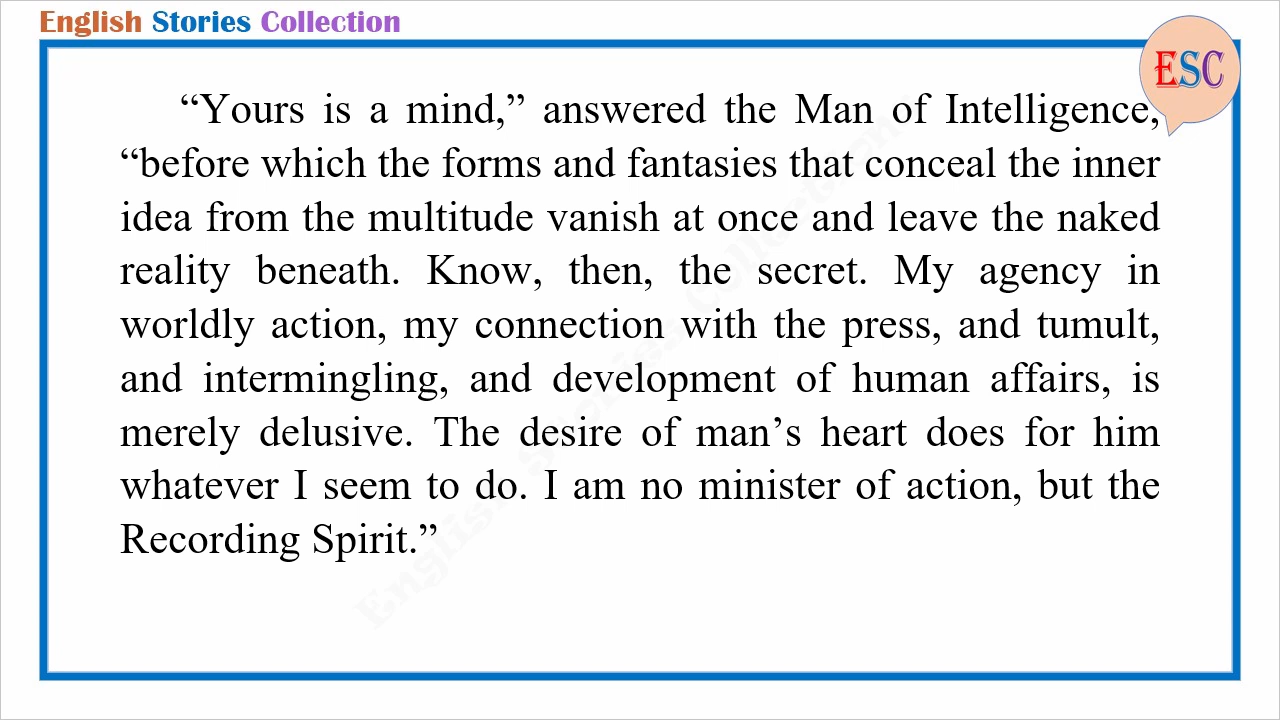 English Stories Collection
ESC
“Yours is a mind,” answered the Man of Intelligence,
“before which the forms and fantasies that conceal the inner
idea from the multitude vanish at once and leave the naked
reality beneath. Know, then, the secret. My agency in
worldly action, my connection with the press, and tumult,
and intermingling, and development of human affairs, is
merely delusive. The desire of man’s heart does for him
whatever I seem to do. I am no minister of action, but the
Recording Spirit.”
English Stories Collection